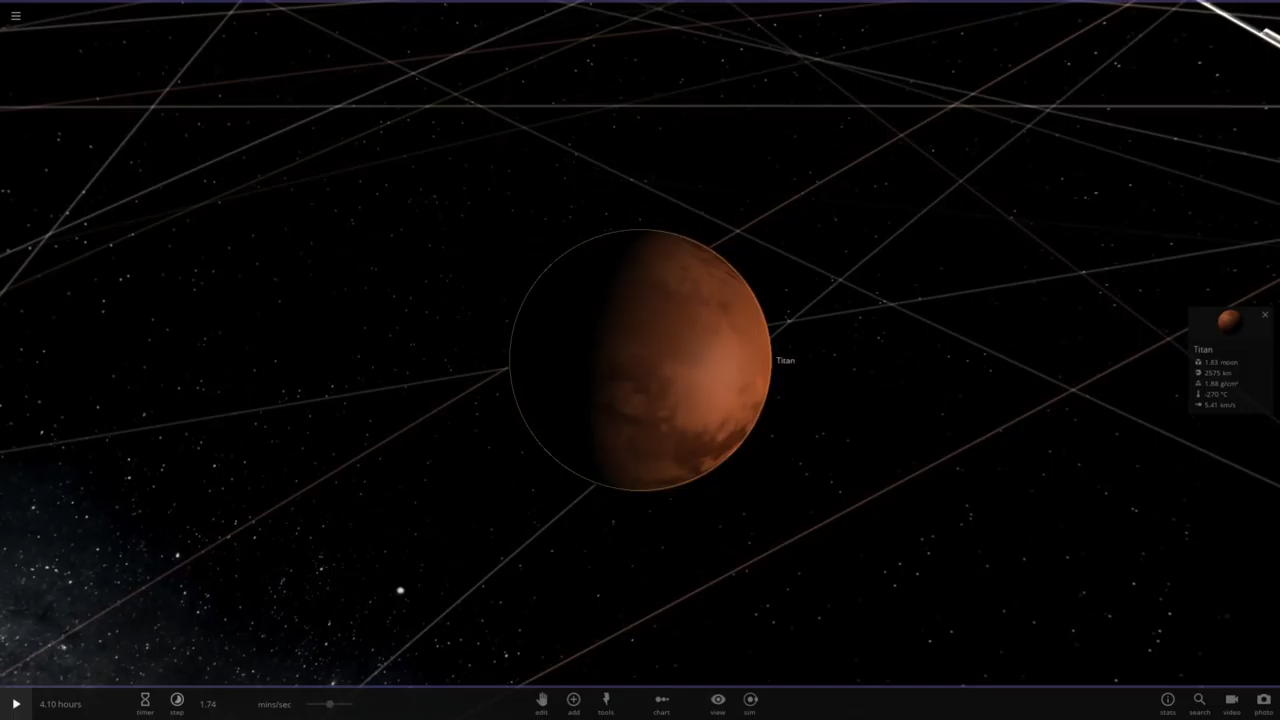 Titan
Titan
1.83 moon
2575 km
1.88 g/cm³
-270 °C
5.41 km/s
4.10 hours
timer
step
1.74
mins/sec
edit
add
tools
chart
view
sim
stats
search
video
photo